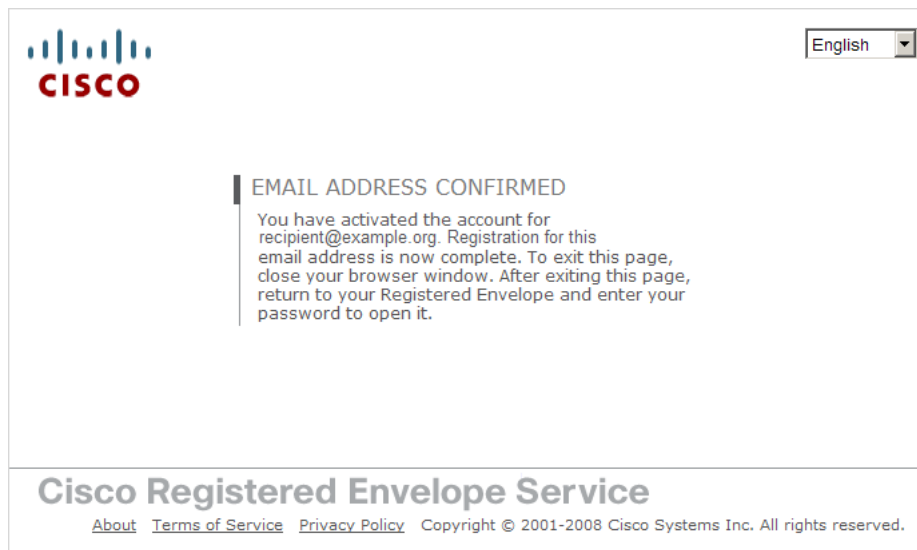 CISCO
English
EMAIL ADDRESS CONFIRMED
You have activated the account for
recipient@example.org. Registration for this
email address is now complete. To exit this page,
close your browser window. After exiting this page,
return to your Registered Envelope and enter your
password to open it.
Cisco Registered Envelope Service
About Terms of Service Privacy Policy Copyright © 2001-2008 Cisco Systems Inc. All rights reserved.